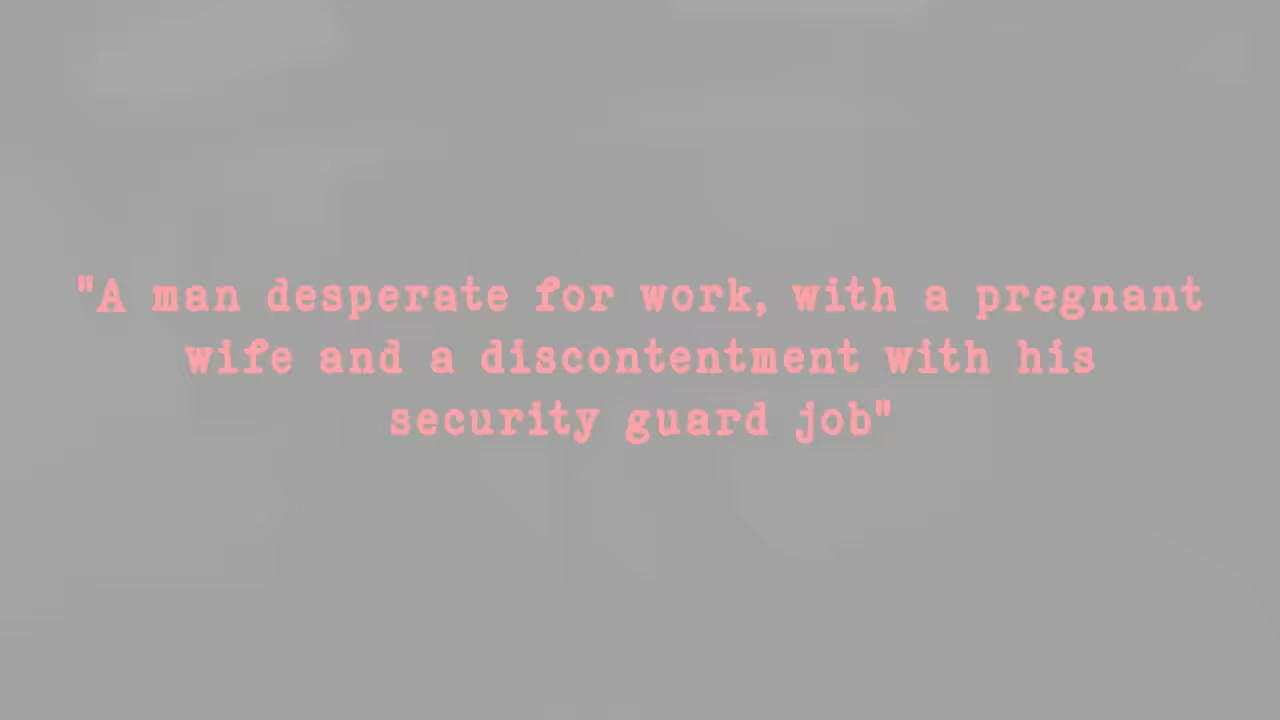 "A man desperate for work, with a pregnant
wife and a discontentment with his
security guard job"